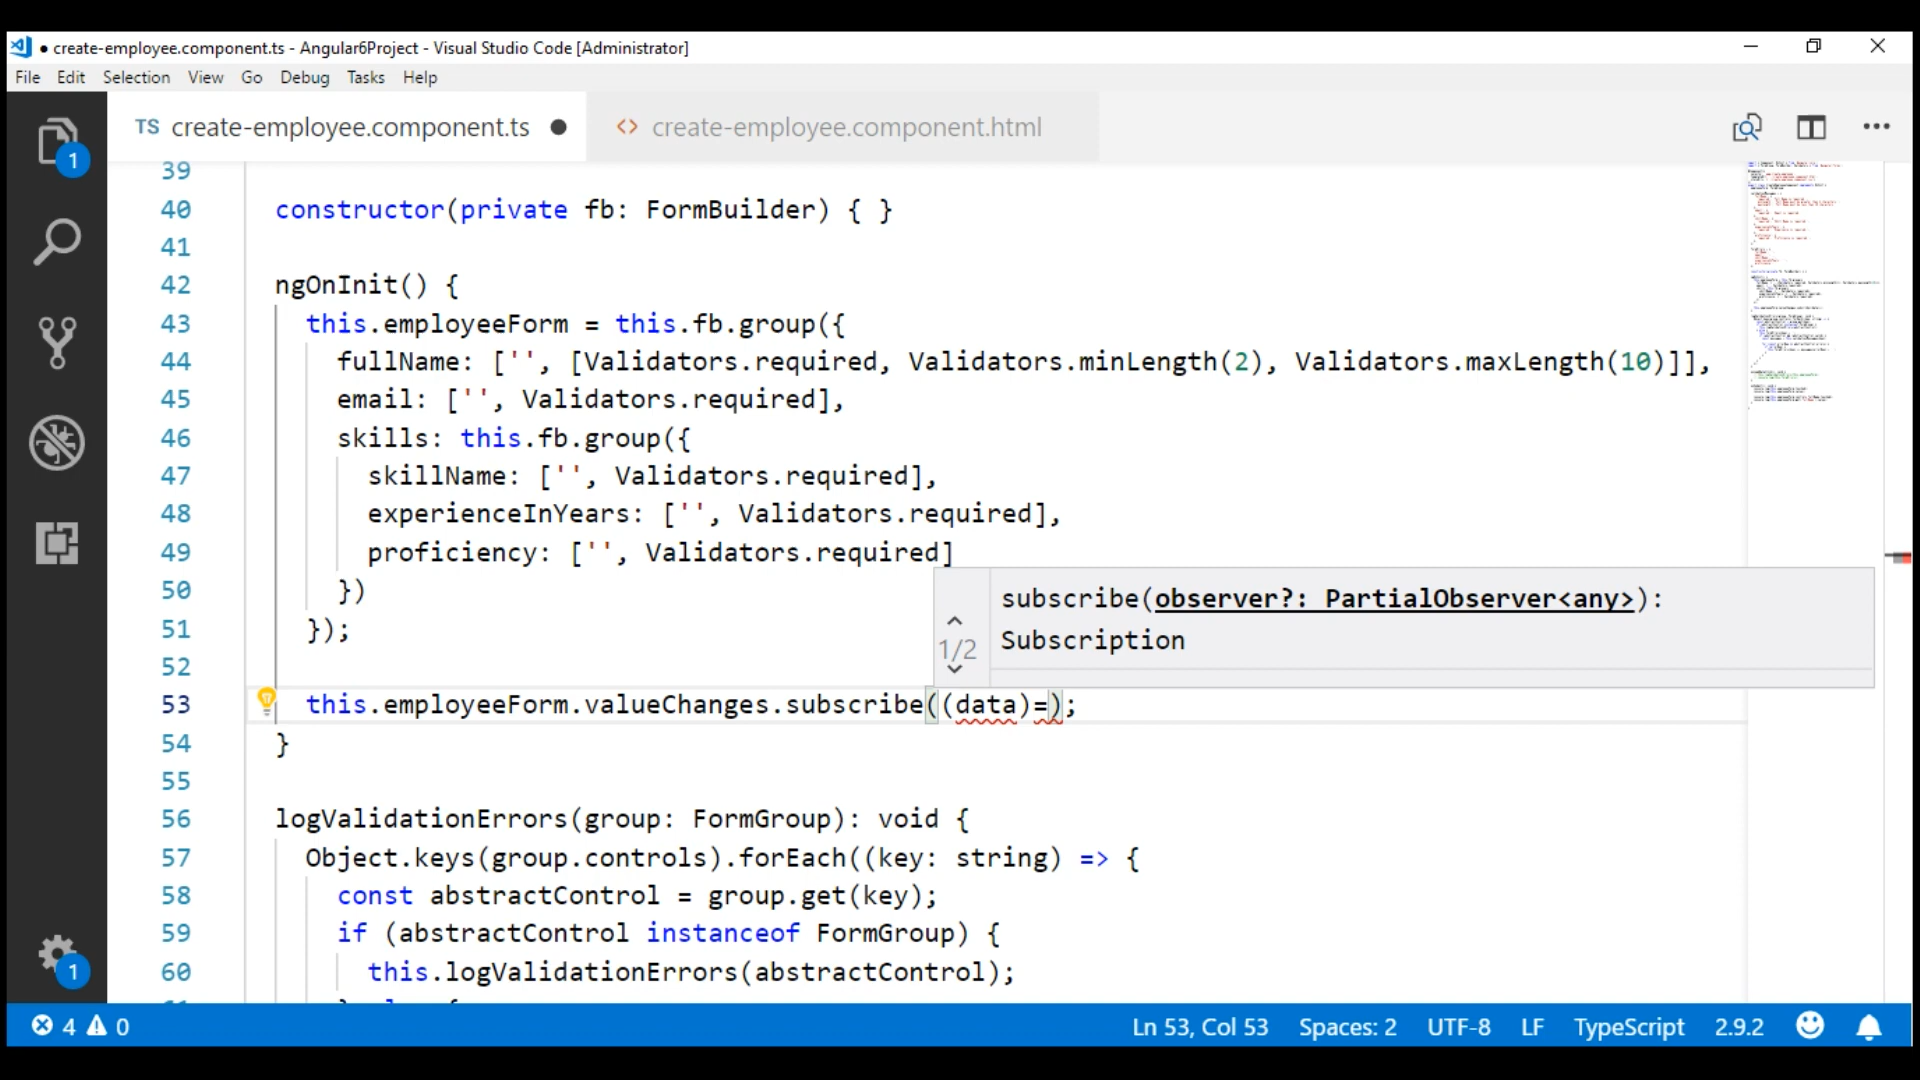 ● create-employee.component.ts - Angular6Project - Visual Studio Code [Administrator]
File Edit Selection View Go Debug Tasks Help
TS create-employee.component.ts ● <> create-employee.component.html
1
39
40 constructor(private fb: FormBuilder) { }
41
42 ngOnInit() {
43 this.employeeForm = this.fb.group({
44 fullName: ['', [Validators.required, Validators.minLength(2), Validators.maxLength(10)]],
45 email: ['', Validators.required],
46 skills: this.fb.group({
47 skillName: ['', Validators.required],
48 experienceInYears: ['', Validators.required],
49 proficiency: ['', Validators.required]
50 })
51 });
52
subscribe(observer?: PartialObserver<any>):
1/2 Subscription
53 this.employeeForm.valueChanges.subscribe((data)=);
54 }
55
56 logValidationErrors(group: FormGroup): void {
57 Object.keys(group.controls).forEach((key: string) => {
58 const abstractControl = group.get(key);
59 if (abstractControl instanceof FormGroup) {
60 this.logValidationErrors(abstractControl);
1
4 0 Ln 53, Col 53 Spaces: 2 UTF-8 LF TypeScript 2.9.2